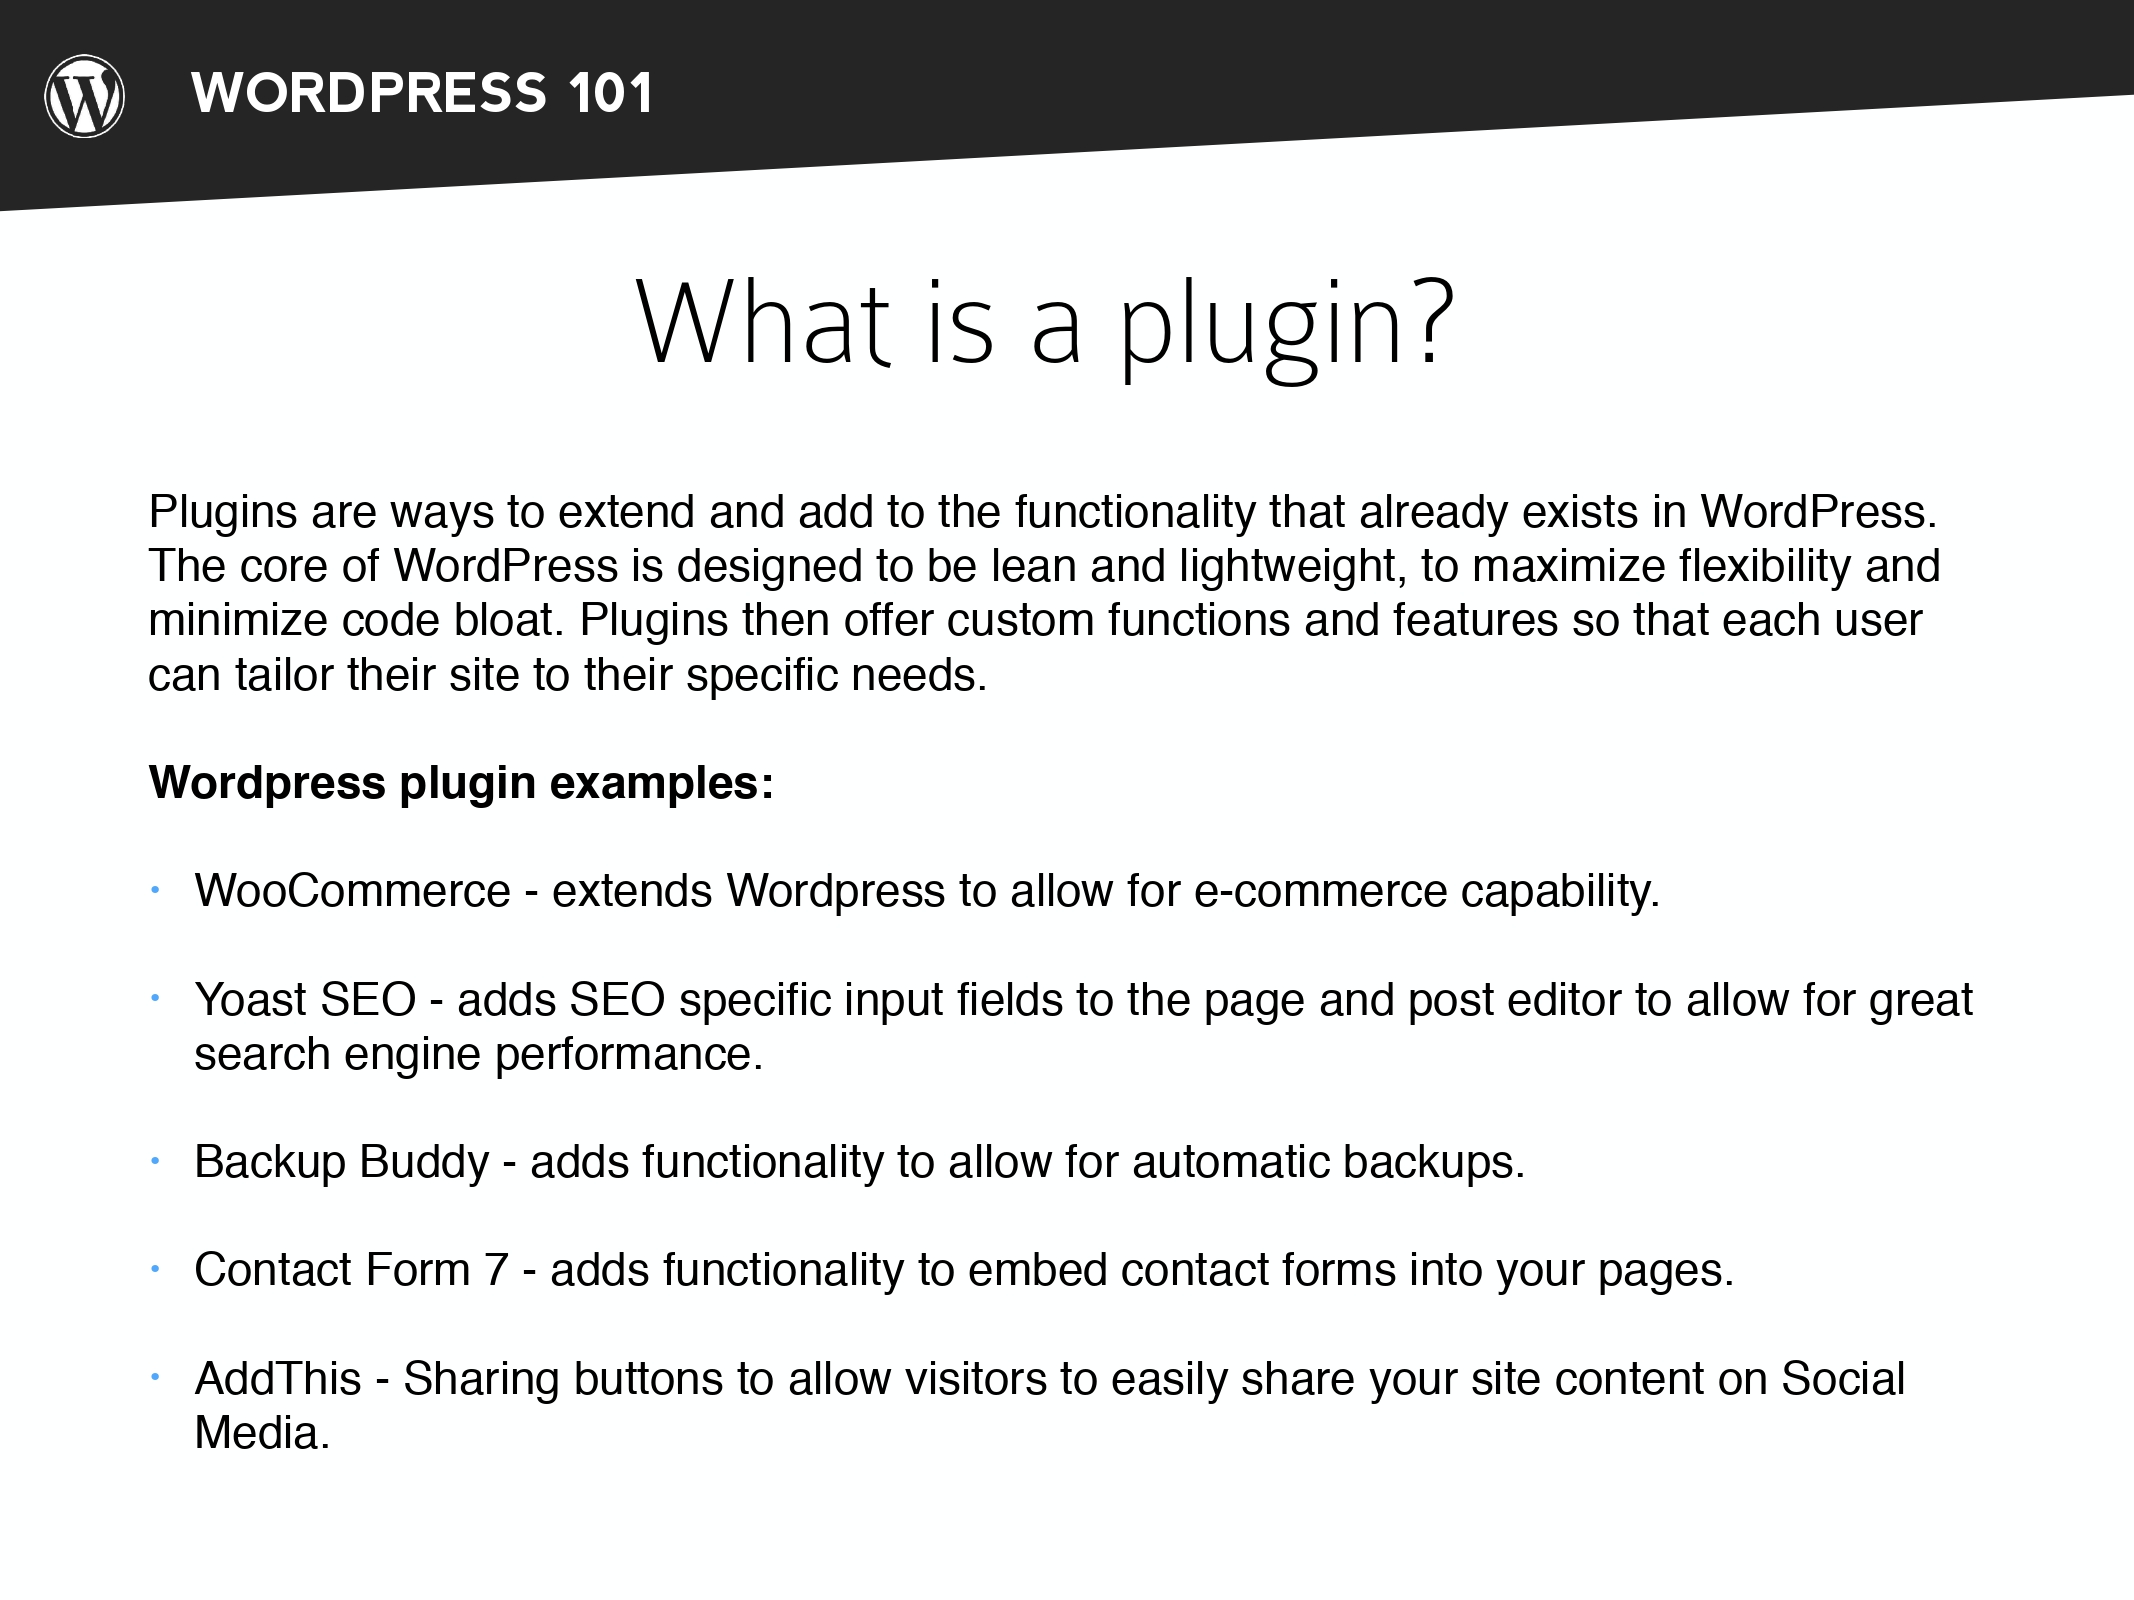 WORDPRESS 101
What is a plugin?
Plugins are ways to extend and add to the functionality that already exists in WordPress.
The core of WordPress is designed to be lean and lightweight, to maximize flexibility and
minimize code bloat. Plugins then offer custom functions and features so that each user
can tailor their site to their specific needs.
Wordpress plugin examples:
• WooCommerce - extends Wordpress to allow for e-commerce capability.
• Yoast SEO - adds SEO specific input fields to the page and post editor to allow for great
search engine performance.
• Backup Buddy - adds functionality to allow for automatic backups.
• Contact Form 7 - adds functionality to embed contact forms into your pages.
• AddThis - Sharing buttons to allow visitors to easily share your site content on Social
Media.